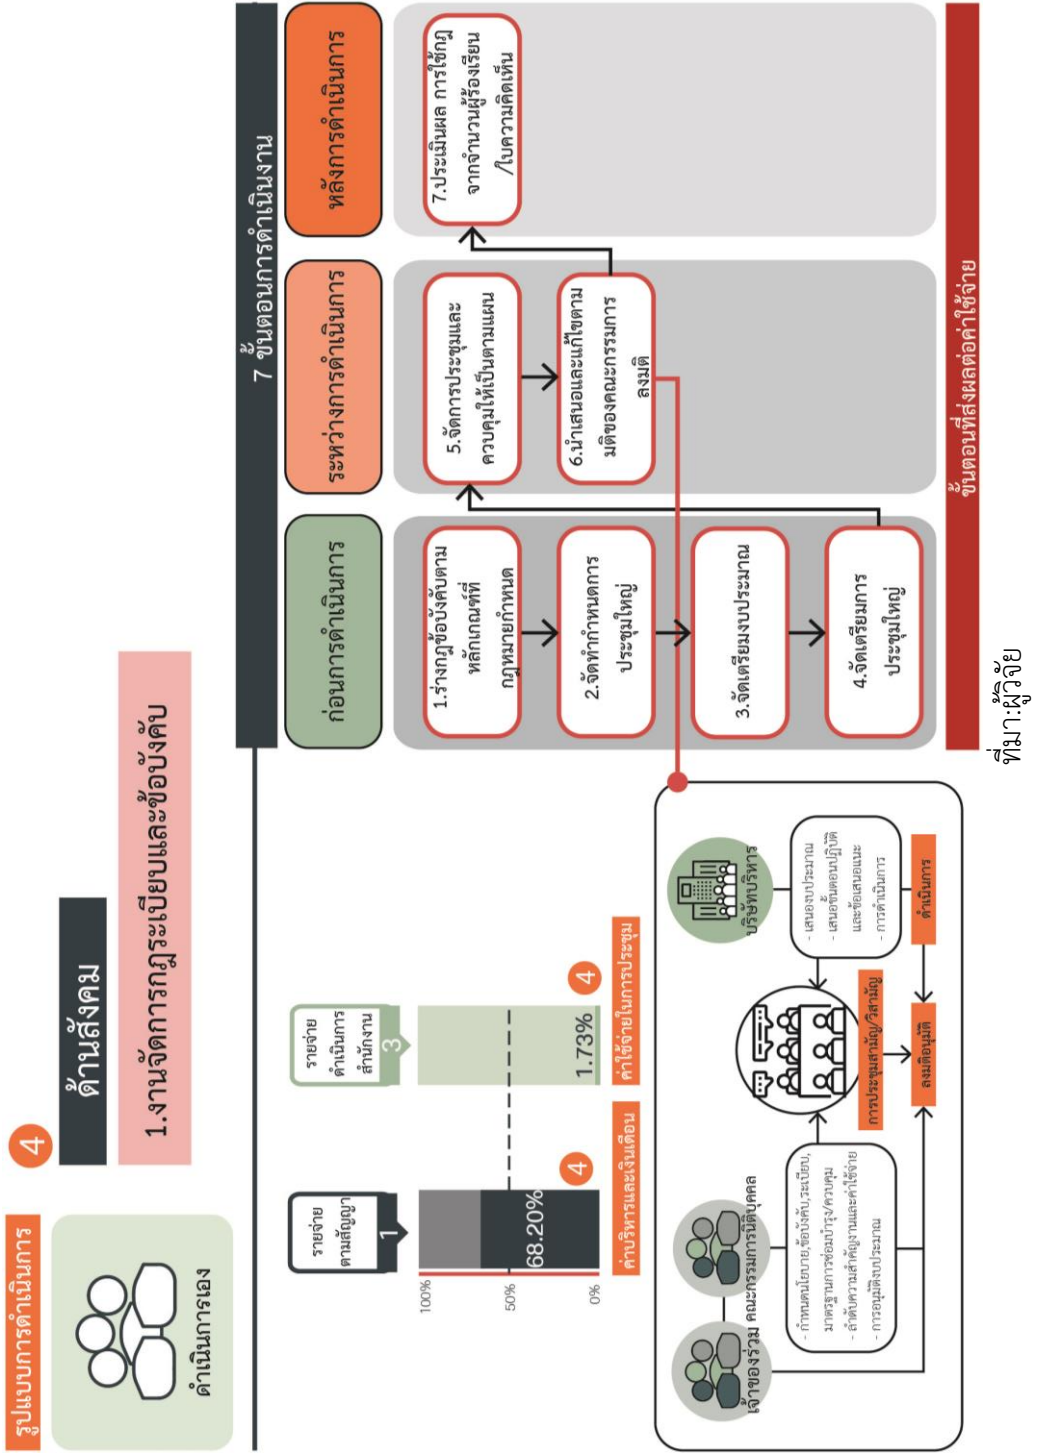 รูปแบบการดำเนินการ
4
ดำเนินการเอง
ด้านสังคม
1.งานจัดการกฎระเบียบและข้อบังคับ
รายจ่าย
ตามสัญญา
1
100%
50%
0%
68.20%
4
ค่าบริหารและเงินเดือน
รายจ่าย
ดำเนินการ
สำนักงาน
3
1.73%
4
ค่าใช้จ่ายในการประชุม
เจ้าของร่วม
คณะกรรมการนิติบุคคล
- กำหนดนโยบาย,ข้อบังคับ,ระเบียบ,
มาตรฐานการซ่อมบำรุง/ควบคุม
- ลำดับความสำคัญงานและค่าใช้จ่าย
- การอนุมัติงบประมาณ
การประชุมสามัญ/วิสามัญ
ลงมติอนุมัติ
บริษัทบริหาร
- เสนองบประมาณ
- เสนอขั้นตอนปฏิบัติ
และข้อเสนอแนะ
- การดำเนินการ
ดำเนินการ
7 ขั้นตอนการดำเนินงาน
ก่อนการดำเนินการ
ระหว่างการดำเนินการ
หลังการดำเนินการ
1.ร่างกฎข้อบังคับตาม
หลักเกณฑ์ที่
กฎหมายกำหนด
2.จัดทำกำหนดการ
ประชุมใหญ่
3.จัดเตรียมงบประมาณ
4.จัดเตรียมการ
ประชุมใหญ่
5.จัดการประชุมและ
ควบคุมให้เป็นตามแผน
6.นำเสนอและแก้ไขตาม
มติของคณะกรรมการ
ลงมติ
7.ประเมินผล การใช้กฎ
จากจำนวนผู้ร้องเรียน
/ใบความคิดเห็น
ขั้นตอนที่ส่งผลต่อค่าใช้จ่าย
ที่มา:ผู้วิจัย